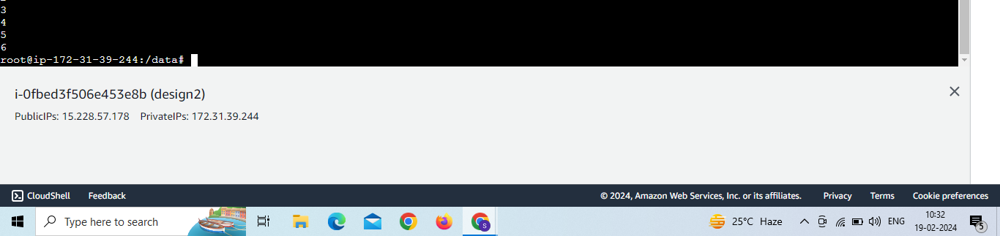 3
4
5
6
root@ip-172-31-39-244:/data#
i-0fbed3f506e453e8b (design2)
PublicIPs: 15.228.57.178 PrivateIPs: 172.31.39.244
CloudShell Feedback © 2024, Amazon Web Services, Inc. or its affiliates. Privacy Terms Cookie preferences
Type here to search 25°C Haze ENG 10:32
19-02-2024
5
S